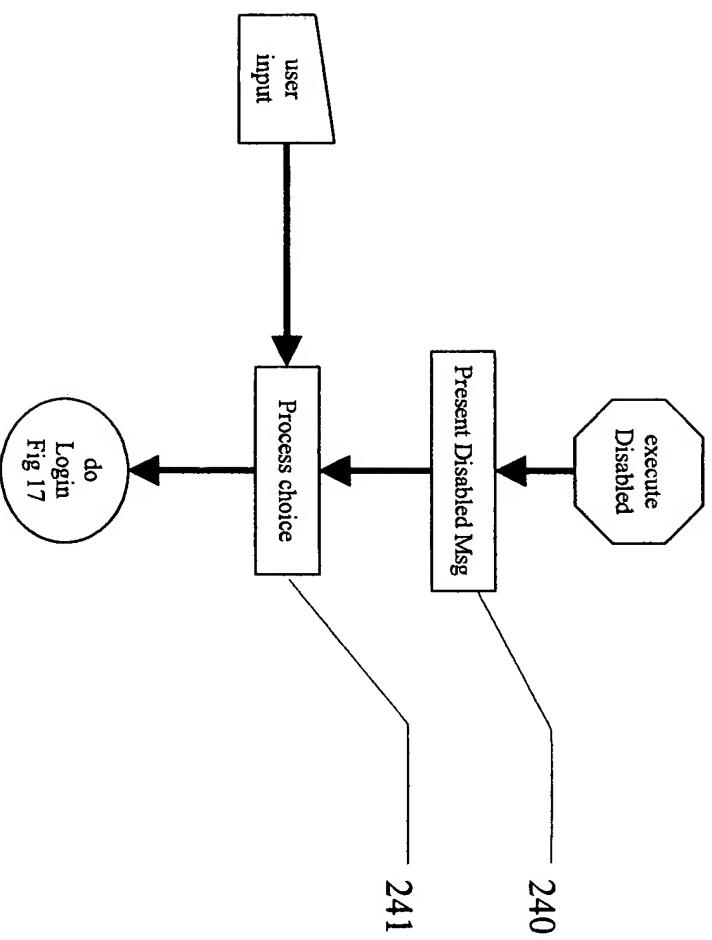 execute
Disabled
Present Disabled Msg
240
user
input
Process choice
241
do
Login
Fig 17